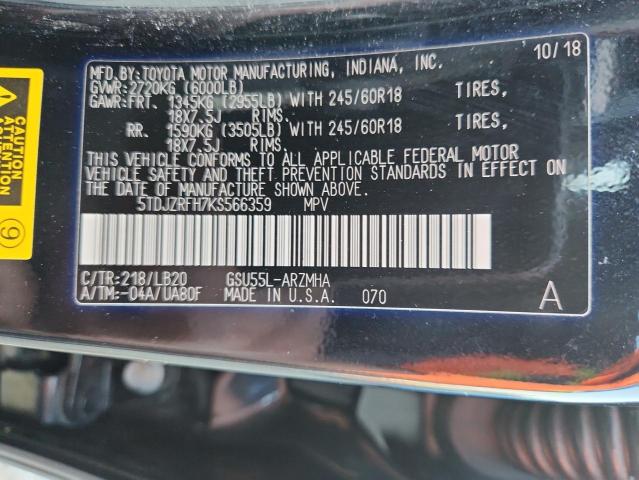 10/18
MFD.BY:TOYOTA MOTOR MANUFACTURING, INDIANA, INC.
GVWR:2720KG (6000LB)
GAWR:FRT. 1345KG (2955LB) WITH 245/60R18 TIRES,
18X7.5J RIMS.
RR. 1590KG (3505LB) WITH 245/60R18 TIRES,
18X7.5J RIMS.
THIS VEHICLE CONFORMS TO ALL APPLICABLE FEDERAL MOTOR
VEHICLE SAFETY AND THEFT PREVENTION STANDARDS IN EFFECT ON
THE DATE OF MANUFACTURE SHOWN ABOVE.
5TDJZRFH7KS566359 MPV
C/TR:218/LB20 GSU55L-ARZMHA
A/TM:-04A/UA80F MADE IN U.S.A. 070
A
CAUTION
ATTENTION
9